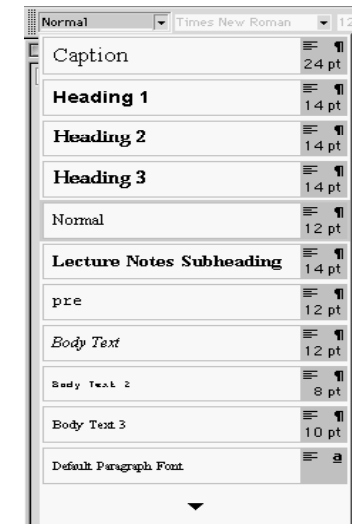 Normal Times New Roman 12
Caption ¶
24 pt
Heading 1 ¶
14 pt
Heading 2 ¶
14 pt
Heading 3 ¶
14 pt
Normal ¶
12 pt
Lecture Notes Subheading ¶
14 pt
pre ¶
12 pt
Body Text ¶
12 pt
Body Text 2 ¶
8 pt
Body Text 3 ¶
10 pt
Default Paragraph Font a